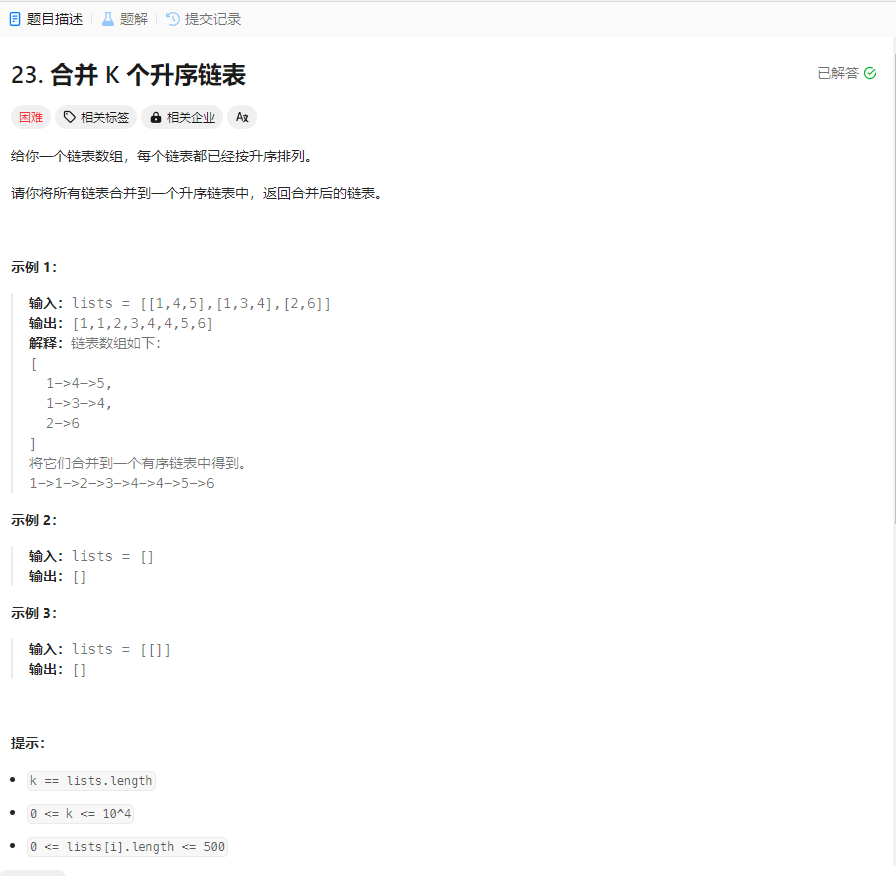 题目描述 题解 提交记录
23. 合并 K 个升序链表
已解答
困难 相关标签 相关企业 Ax
给你一个链表数组，每个链表都已经按升序排列。
请你将所有链表合并到一个升序链表中，返回合并后的链表。
示例 1：
输入：lists = [[1,4,5],[1,3,4],[2,6]]
输出：[1,1,2,3,4,4,5,6]
解释：链表数组如下：
[
1->4->5,
1->3->4,
2->6
]
将它们合并到一个有序链表中得到。
1->1->2->3->4->4->5->6
示例 2：
输入：lists = []
输出：[]
示例 3：
输入：lists = [[]]
输出：[]
提示：
k == lists.length
0 <= k <= 10^4
0 <= lists[i].length <= 500